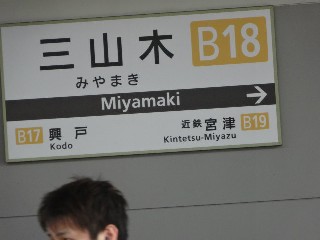 三山木 B18
みやまき
Miyamaki →
B17 興戸 近鉄宮津 B19
Kodo Kintetsu-Miyazu